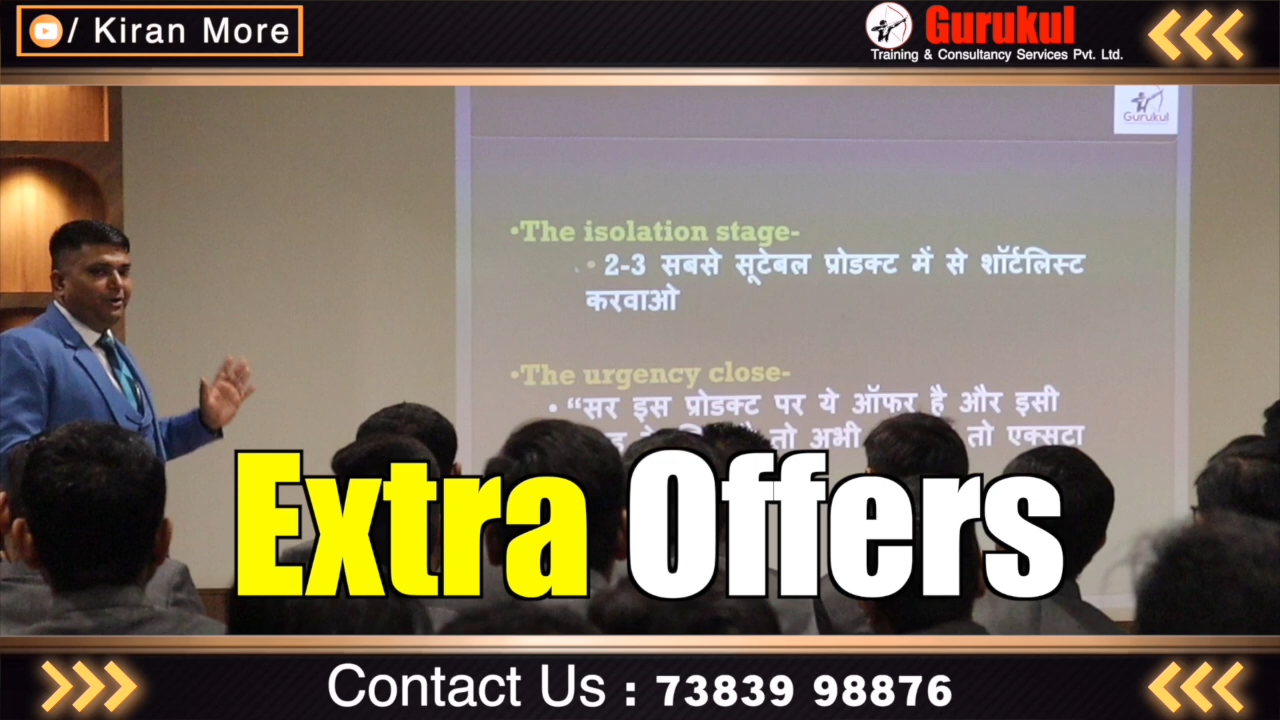 / Kiran More
Gurukul
Training & Consultancy Services Pvt. Ltd.
Gurukul
•The isolation stage-
2-3 सबसे सूटेबल प्रोडक्ट में से शॉर्टलिस्ट
करवाओ
•The urgency close-
• “सर इस प्रोडक्ट पर ये ऑफर है और इसी
तो अभी तो एक्सटा
Extra Offers
Contact Us : 73839 98876